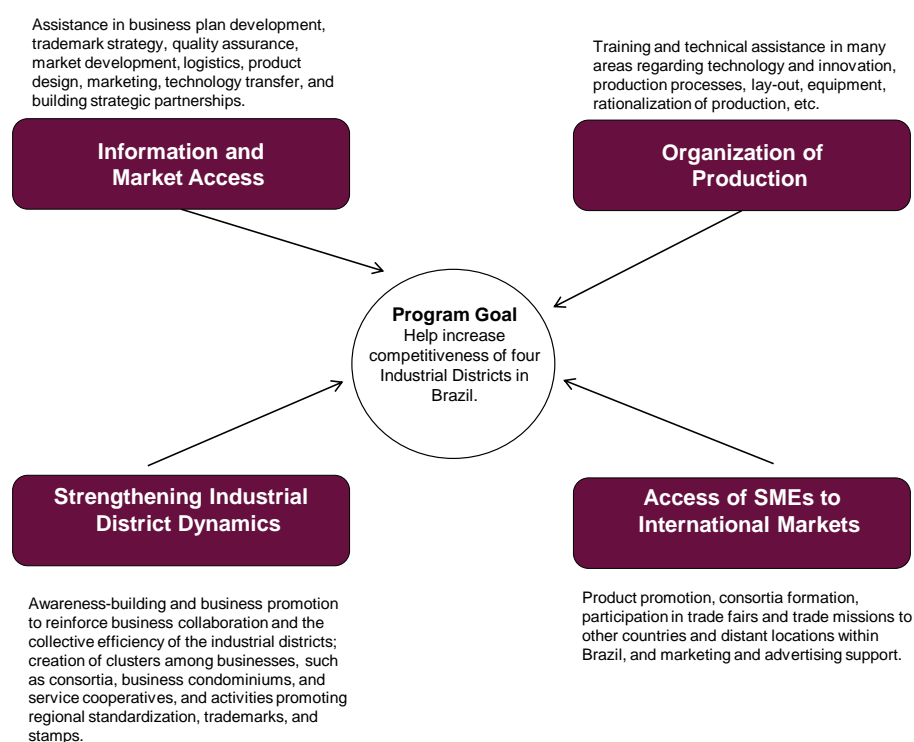 Assistance in business plan development,
trademark strategy, quality assurance,
market development, logistics, product
design, marketing, technology transfer, and
building strategic partnerships.
Information and
Market Access
Training and technical assistance in many
areas regarding technology and innovation,
production processes, lay-out, equipment,
rationalization of production, etc.
Organization of
Production
Program Goal
Help increase
competitiveness of four
Industrial Districts in
Brazil.
Strengthening Industrial
District Dynamics
Awareness-building and business promotion
to reinforce business collaboration and the
collective efficiency of the industrial districts;
creation of clusters among businesses, such
as consortia, business condominiums, and
service cooperatives, and activities promoting
regional standardization, trademarks, and
stamps.
Access of SMEs to
International Markets
Product promotion, consortia formation,
participation in trade fairs and trade missions to
other countries and distant locations within
Brazil, and marketing and advertising support.